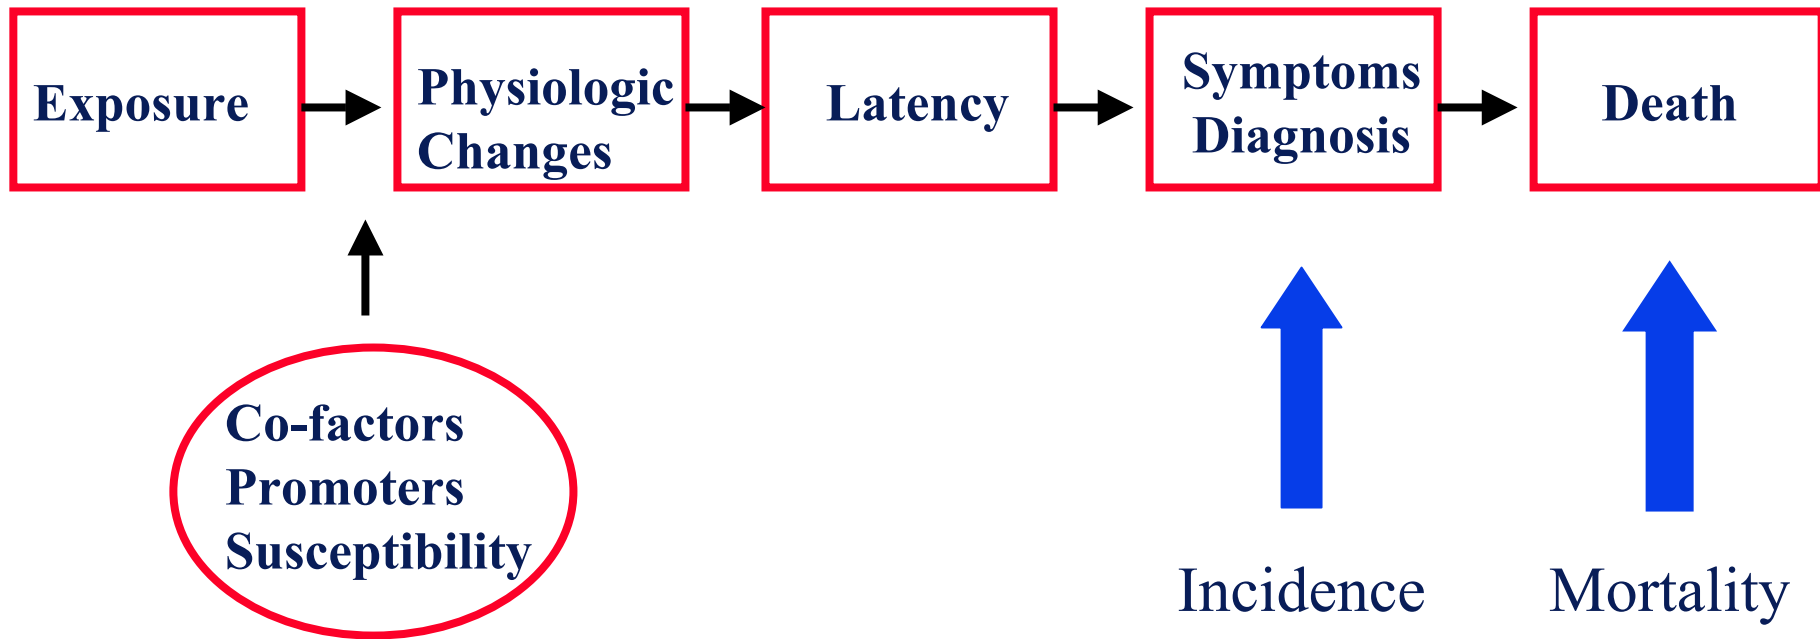 Exposure
Physiologic
Changes
Latency
Symptoms
Diagnosis
Death
Co-factors
Promoters
Susceptibility
Incidence
Mortality